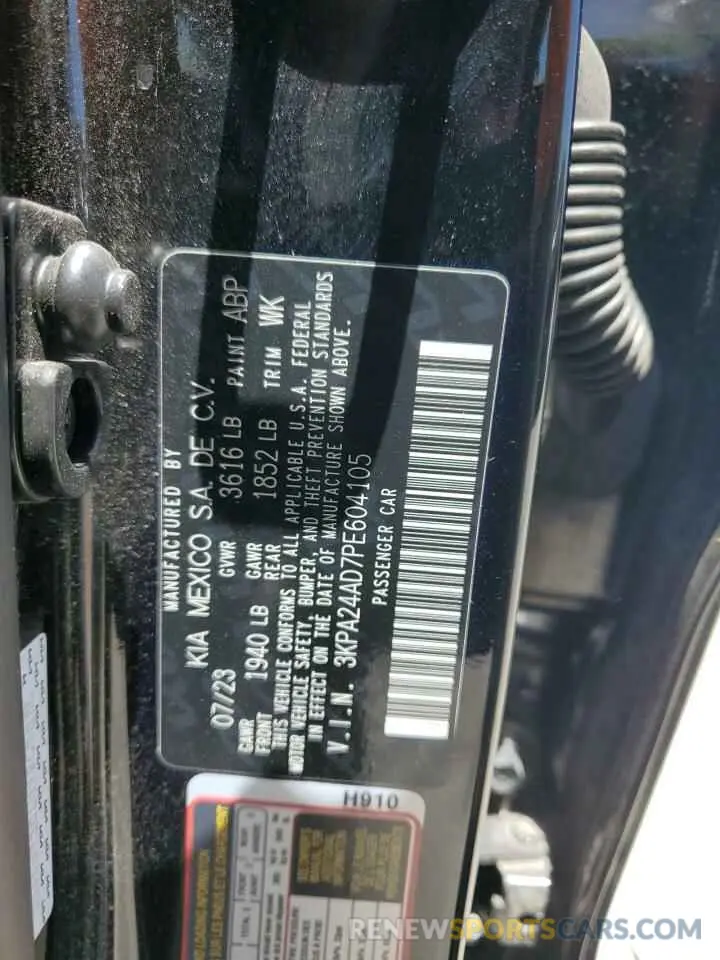 MANUFACTURED BY
KIA MEXICO S.A. DE C.V.
07/23 GVWR 3616 LB PAINT ABP
GAWR FRONT 1940 LB GAWR REAR 1852 LB TRIM WK
THIS VEHICLE CONFORMS TO ALL APPLICABLE U.S.A. FEDERAL
MOTOR VEHICLE SAFETY, BUMPER, AND THEFT PREVENTION STANDARDS
IN EFFECT ON THE DATE OF MANUFACTURE SHOWN ABOVE.
V.I.N. 3KPA24AD7PE604105
PASSENGER CAR
H910
RENEWSPORTSCARS.COM